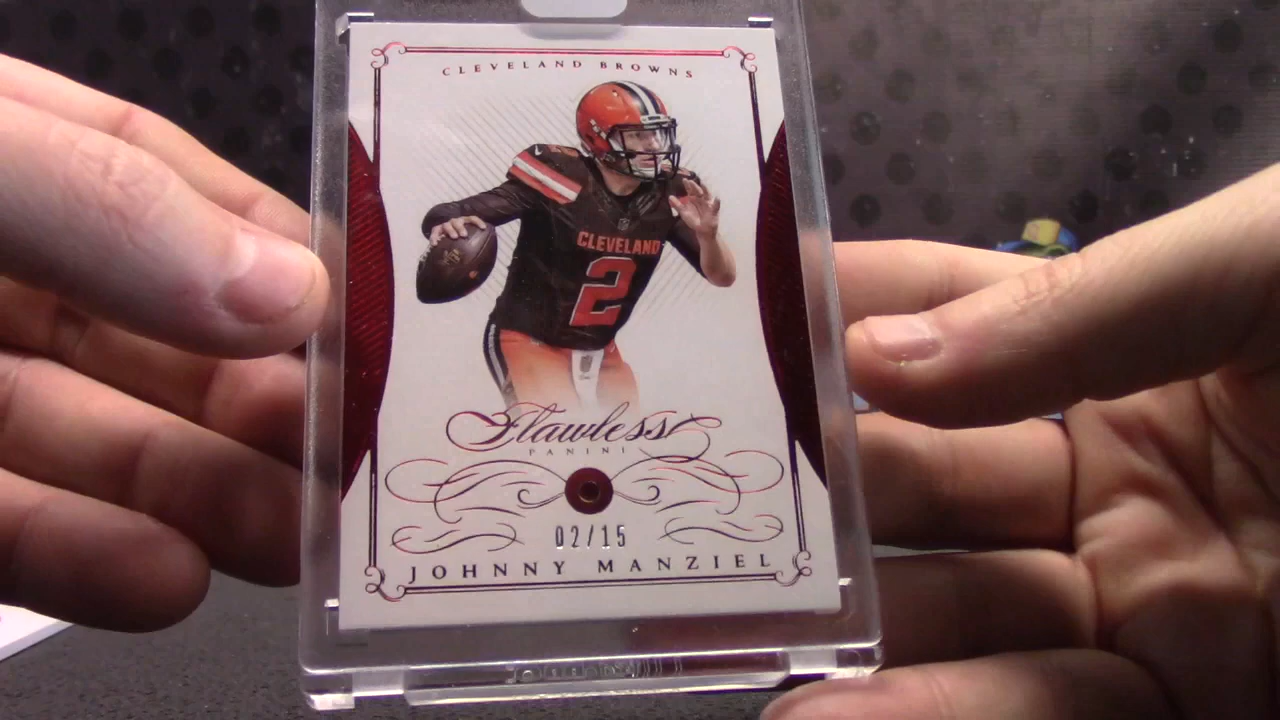 CLEVELAND BROWNS
CLEVELAND
2
Flawless
PANINI
02/15
JOHNNY MANZIEL